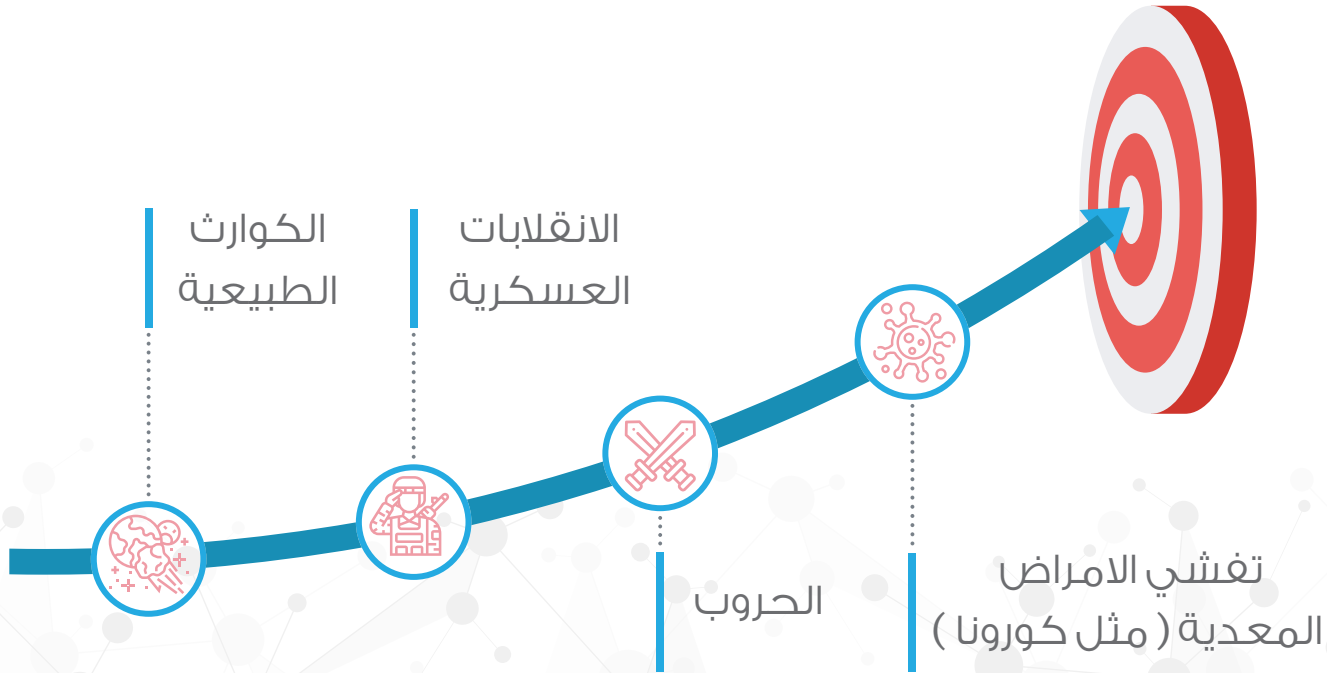 الكوارث
الطبيعية
الانقلابات
العسكرية
الحروب
تفشي الامراض
المعدية ( مثل كورونا )